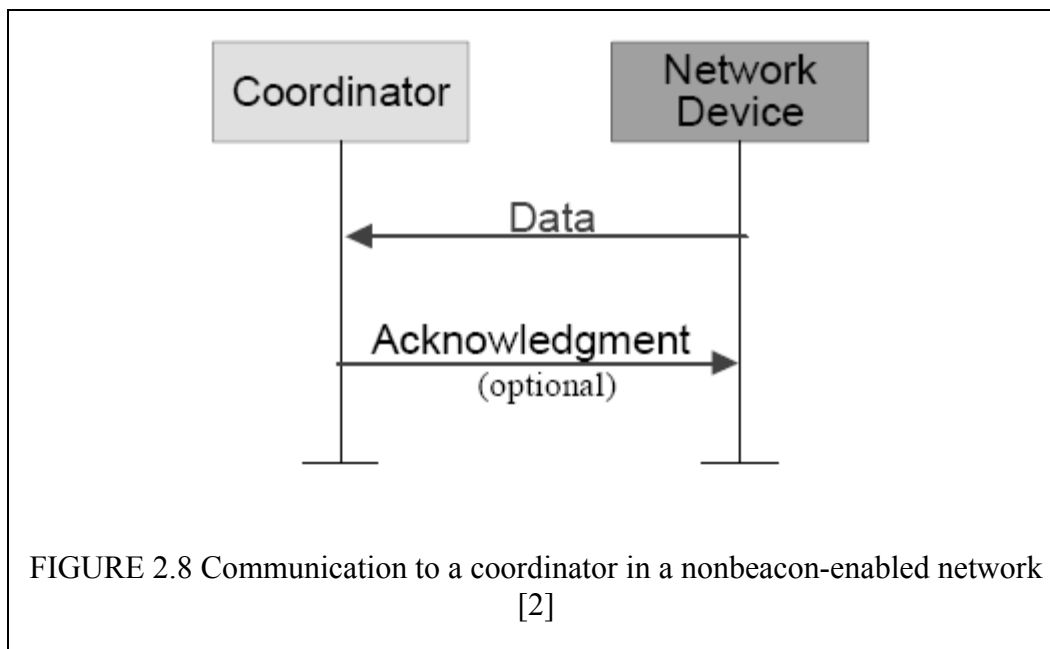 Coordinator
Network
Device
Data
Acknowledgment
(optional)
FIGURE 2.8 Communication to a coordinator in a nonbeacon-enabled network
[2]